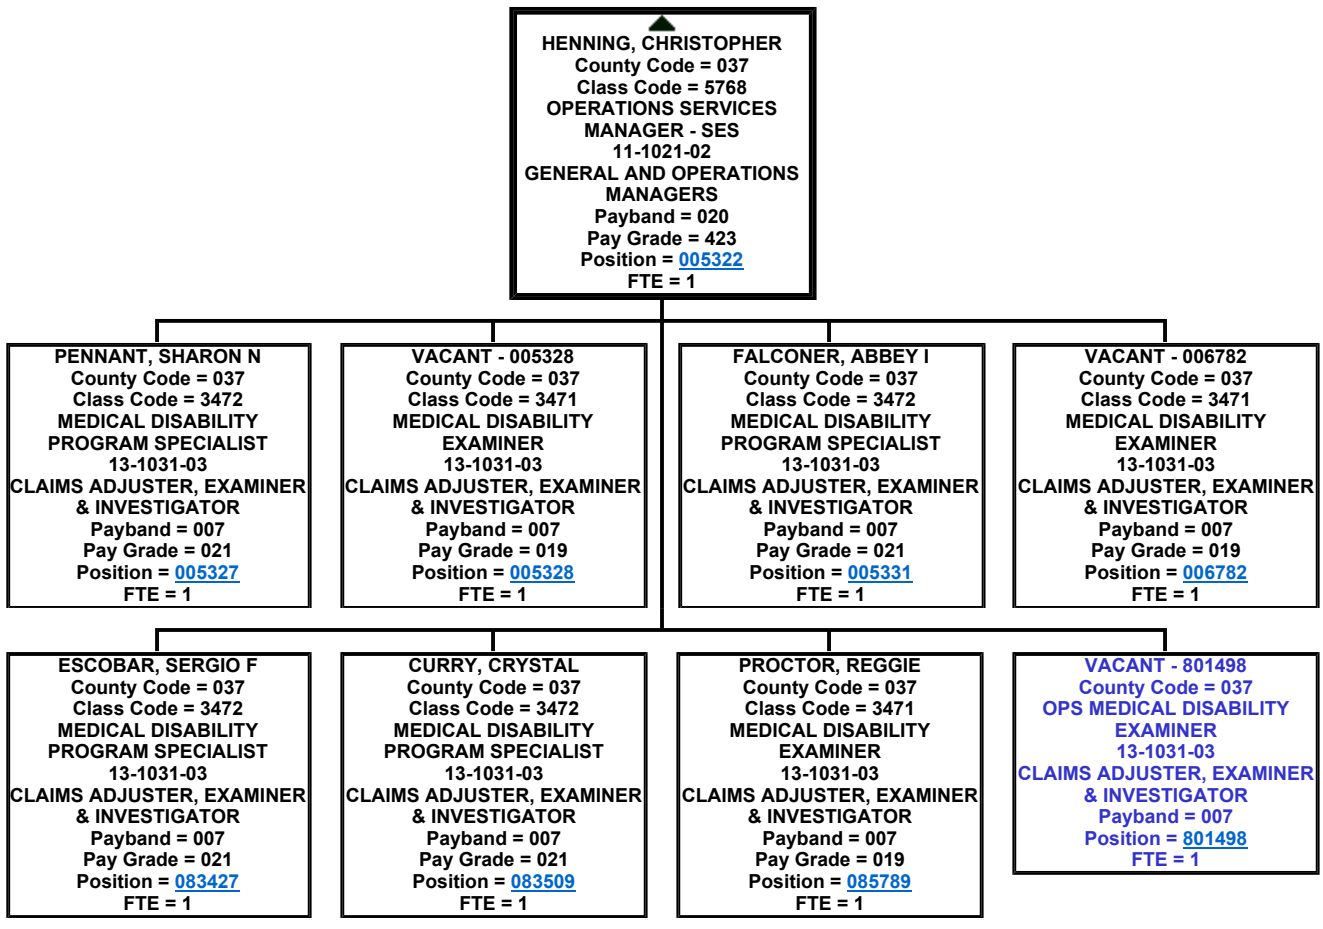 HENNING, CHRISTOPHER
County Code = 037
Class Code = 5768
OPERATIONS SERVICES
MANAGER - SES
11-1021-02
GENERAL AND OPERATIONS
MANAGERS
Payband = 020
Pay Grade = 423
Position = 005322
FTE = 1
PENNANT, SHARON N
County Code = 037
Class Code = 3472
MEDICAL DISABILITY
PROGRAM SPECIALIST
13-1031-03
CLAIMS ADJUSTER, EXAMINER
& INVESTIGATOR
Payband = 007
Pay Grade = 021
Position = 005327
FTE = 1
VACANT - 005328
County Code = 037
Class Code = 3471
MEDICAL DISABILITY
EXAMINER
13-1031-03
CLAIMS ADJUSTER, EXAMINER
& INVESTIGATOR
Payband = 007
Pay Grade = 019
Position = 005328
FTE = 1
FALCONER, ABBEY I
County Code = 037
Class Code = 3472
MEDICAL DISABILITY
PROGRAM SPECIALIST
13-1031-03
CLAIMS ADJUSTER, EXAMINER
& INVESTIGATOR
Payband = 007
Pay Grade = 021
Position = 005331
FTE = 1
VACANT - 006782
County Code = 037
Class Code = 3471
MEDICAL DISABILITY
EXAMINER
13-1031-03
CLAIMS ADJUSTER, EXAMINER
& INVESTIGATOR
Payband = 007
Pay Grade = 019
Position = 006782
FTE = 1
ESCOBAR, SERGIO F
County Code = 037
Class Code = 3472
MEDICAL DISABILITY
PROGRAM SPECIALIST
13-1031-03
CLAIMS ADJUSTER, EXAMINER
& INVESTIGATOR
Payband = 007
Pay Grade = 021
Position = 083427
FTE = 1
CURRY, CRYSTAL
County Code = 037
Class Code = 3472
MEDICAL DISABILITY
PROGRAM SPECIALIST
13-1031-03
CLAIMS ADJUSTER, EXAMINER
& INVESTIGATOR
Payband = 007
Pay Grade = 021
Position = 083509
FTE = 1
PROCTOR, REGGIE
County Code = 037
Class Code = 3471
MEDICAL DISABILITY
EXAMINER
13-1031-03
CLAIMS ADJUSTER, EXAMINER
& INVESTIGATOR
Payband = 007
Pay Grade = 019
Position = 085789
FTE = 1
VACANT - 801498
County Code = 037
OPS MEDICAL DISABILITY
EXAMINER
13-1031-03
CLAIMS ADJUSTER, EXAMINER
& INVESTIGATOR
Payband = 007
Position = 801498
FTE = 1